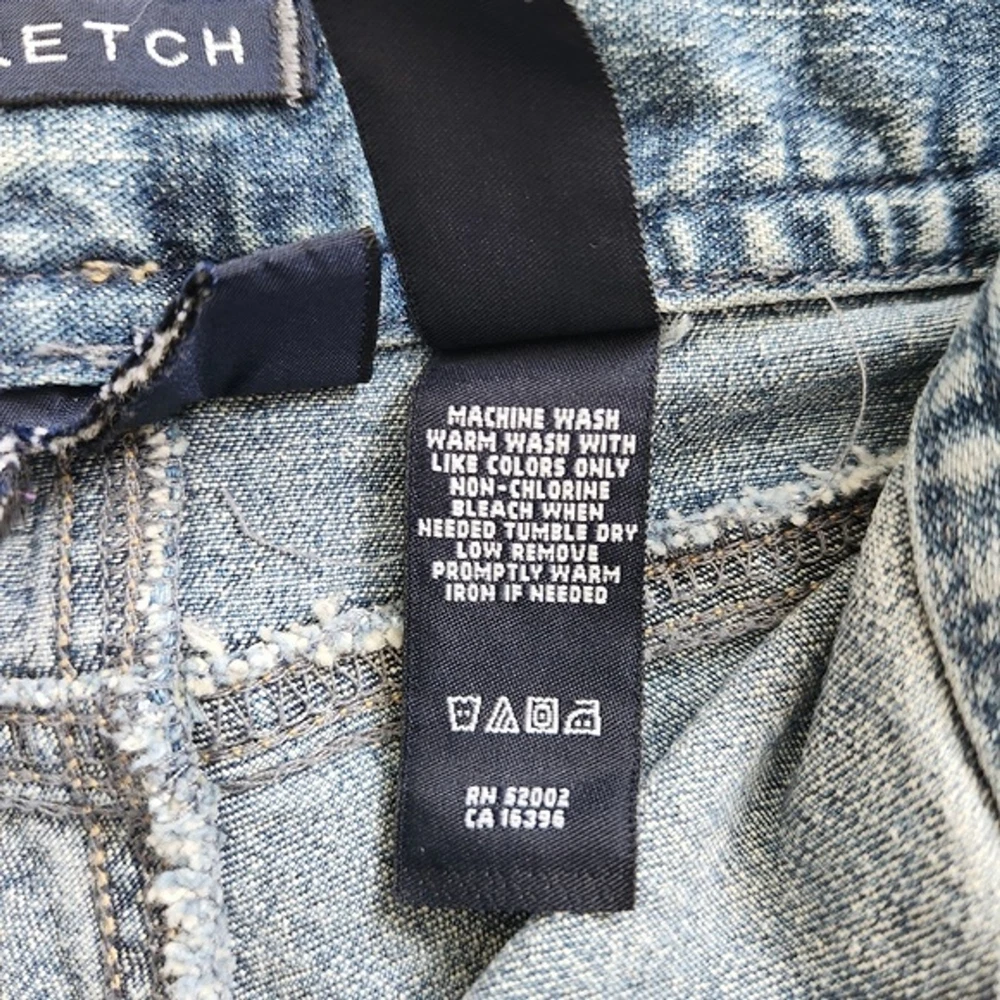 ETCH
MACHINE WASH
WARM WASH WITH
LIKE COLORS ONLY
NON-CHLORINE
BLEACH WHEN
NEEDED TUMBLE DRY
LOW REMOVE
PROMPTLY WARM
IRON IF NEEDED
RN 52002
CA 16396